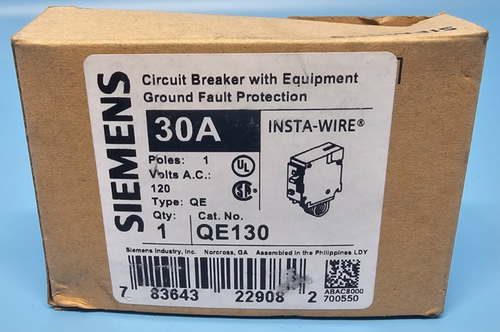 SIEMENS
Circuit Breaker with Equipment
Ground Fault Protection
30A
INSTA-WIRE®
Poles: 1
Volts A.C.:
120
Type: QE
Qty:
1
Cat. No.
QE130
UL
Siemens Industry, Inc. Norcross, GA Assembled in the Philippines LDY
7 83643 22908 2
ABAC8000
700550